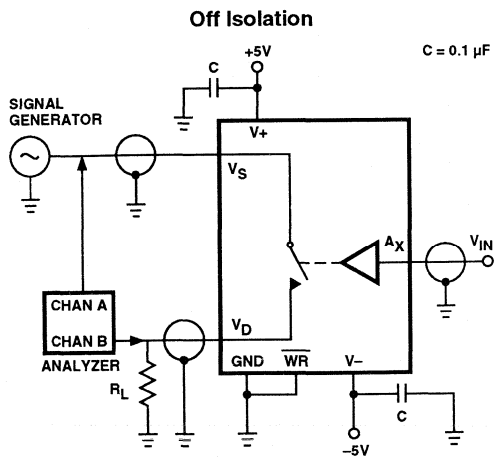 Off Isolation
+5V
C = 0.1 µF
C
SIGNAL
GENERATOR
V+
VS
AX
VIN
CHAN A
CHAN B
ANALYZER
VD
RL
GND
WR
V–
C
–5V